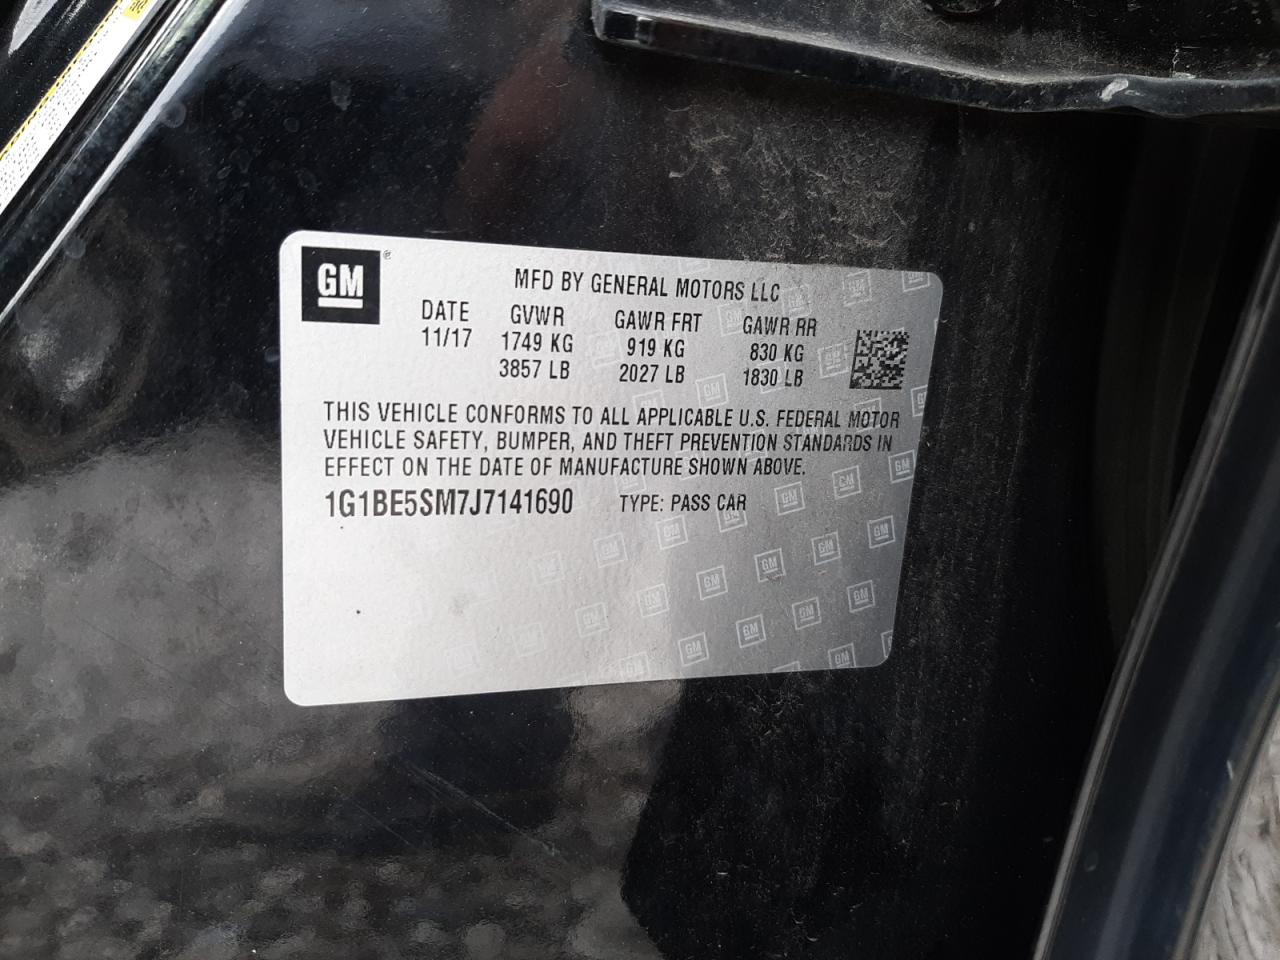 GM®
MFD BY GENERAL MOTORS LLC
DATE GVWR GAWR FRT GAWR RR
11/17 1749 KG 919 KG 830 KG
3857 LB 2027 LB 1830 LB
THIS VEHICLE CONFORMS TO ALL APPLICABLE U.S. FEDERAL MOTOR
VEHICLE SAFETY, BUMPER, AND THEFT PREVENTION STANDARDS IN
EFFECT ON THE DATE OF MANUFACTURE SHOWN ABOVE.
1G1BE5SM7J7141690 TYPE: PASS CAR